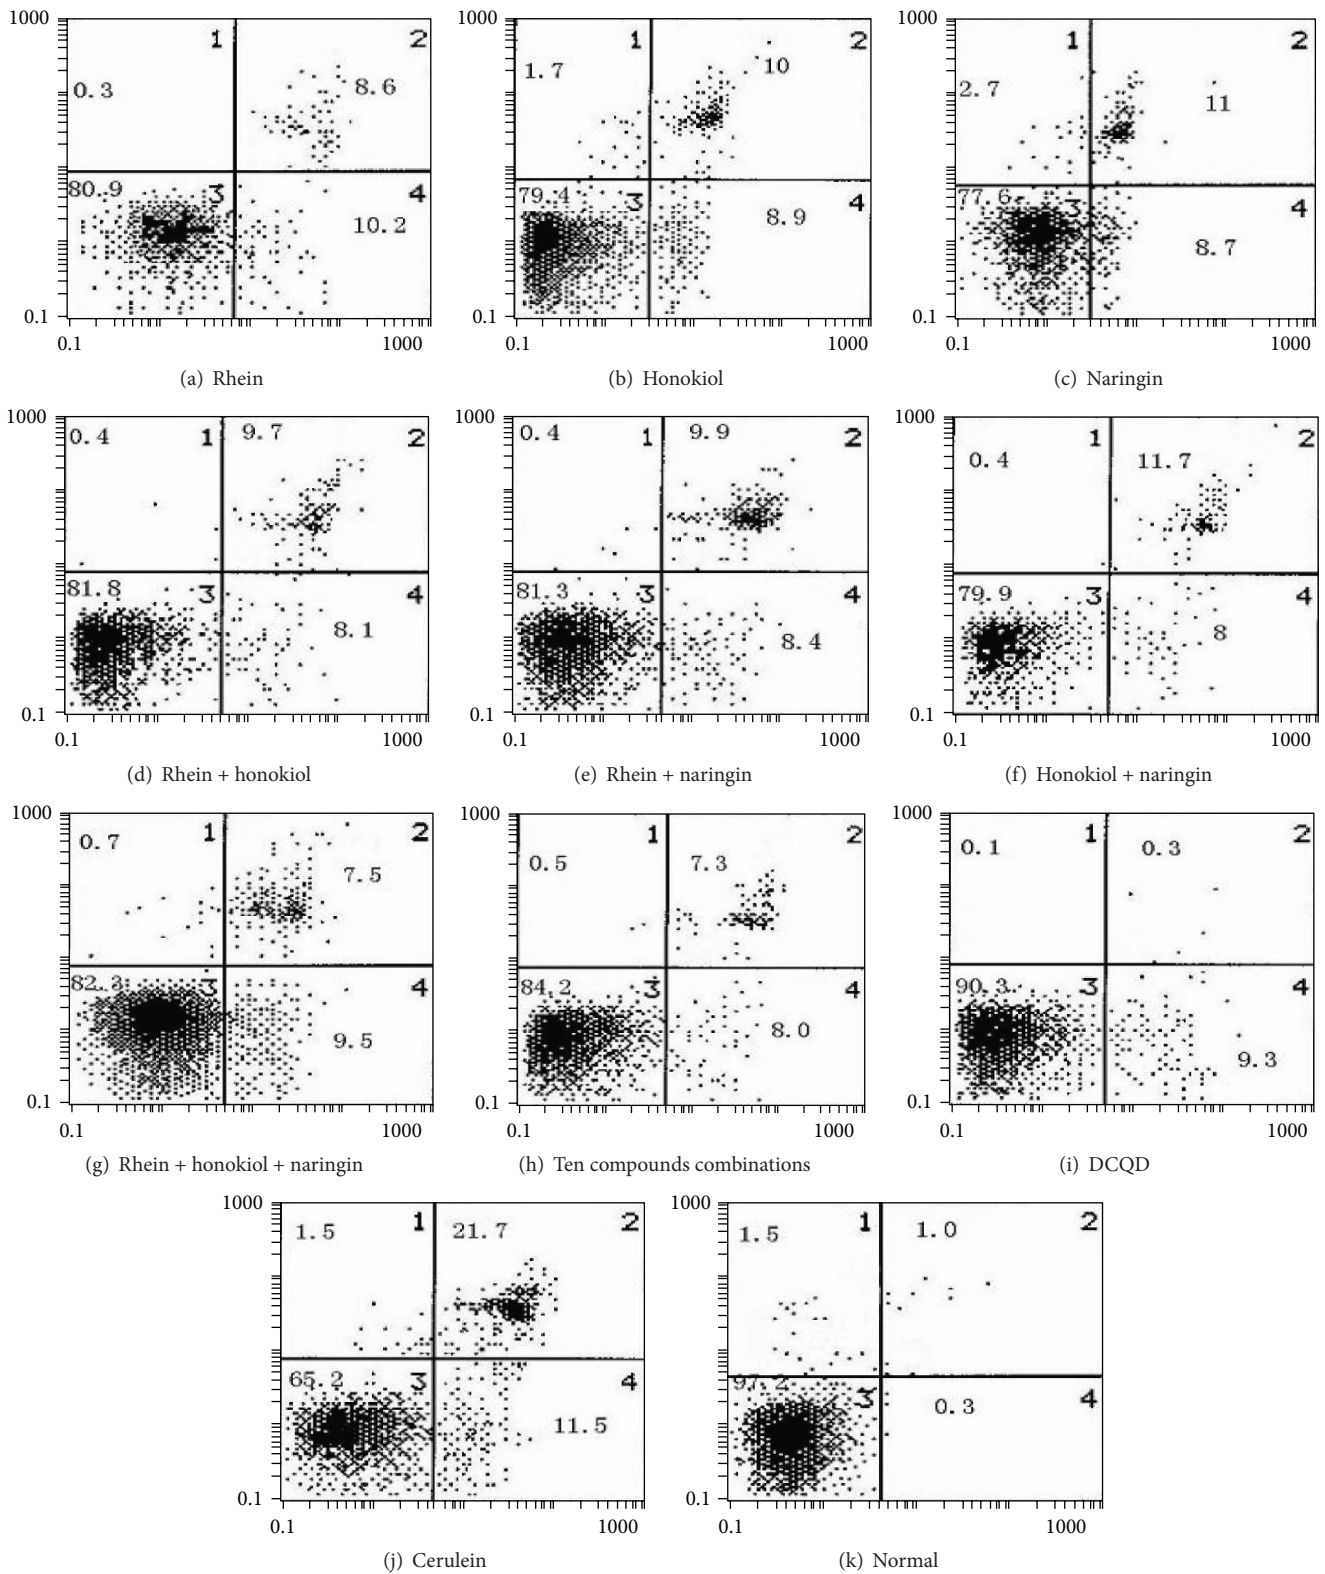 1000 1 2 1000 1 2 1000 1 2
0.3 8.6 1.7 10 2.7 11
80.9 3 4 79.4 3 4 77.6 3 4
10.2 8.9 8.7
0.1 0.1 0.1
0.1 1000 0.1 1000 0.1 1000
(a) Rhein (b) Honokiol (c) Naringin
1000 0.4 1 9.7 2 1000 0.4 1 9.9 2 1000 1 2
0.4 11.7
81.8 3 4 81.3 3 4 79.9 3 4
8.1 8.4 8
0.1 0.1 0.1
0.1 1000 0.1 1000 0.1 1000
(d) Rhein + honokiol (e) Rhein + naringin (f) Honokiol + naringin
1000 1 2 1000 1 2 1000 1 2
0.7 7.5 0.5 7.3 0.1 0.3
82.3 3 4 84.2 3 4 90.3 3 4
9.5 8.0 9.3
0.1 0.1 0.1
0.1 1000 0.1 1000 0.1 1000
(g) Rhein + honokiol + naringin (h) Ten compounds combinations (i) DCQD
1000 1 2 1000 1 2
1.5 21.7 1.5 1.0
65.2 3 4 97.2 3 4
11.5 0.3
0.1 0.1
0.1 1000 0.1 1000
(j) Cerulein (k) Normal